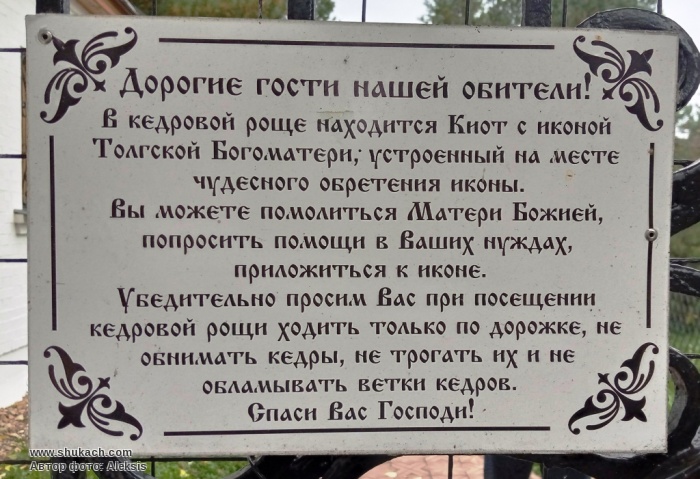 Дорогие гости нашей обители!
В кедровой роще находится Киот с иконой
Толгской Богоматери, устроенный на месте
чудесного обретения иконы.
Вы можете помолиться Матери Божией,
попросить помощи в Ваших нуждах,
приложиться к иконе.
Убедительно просим Вас при посещении
кедровой рощи ходить только по дорожке, не
обнимать кедры, не трогать их и не
обламывать ветки кедров.
Спаси Вас Господи!
www.shukach.com
Автор фото: Aleksis